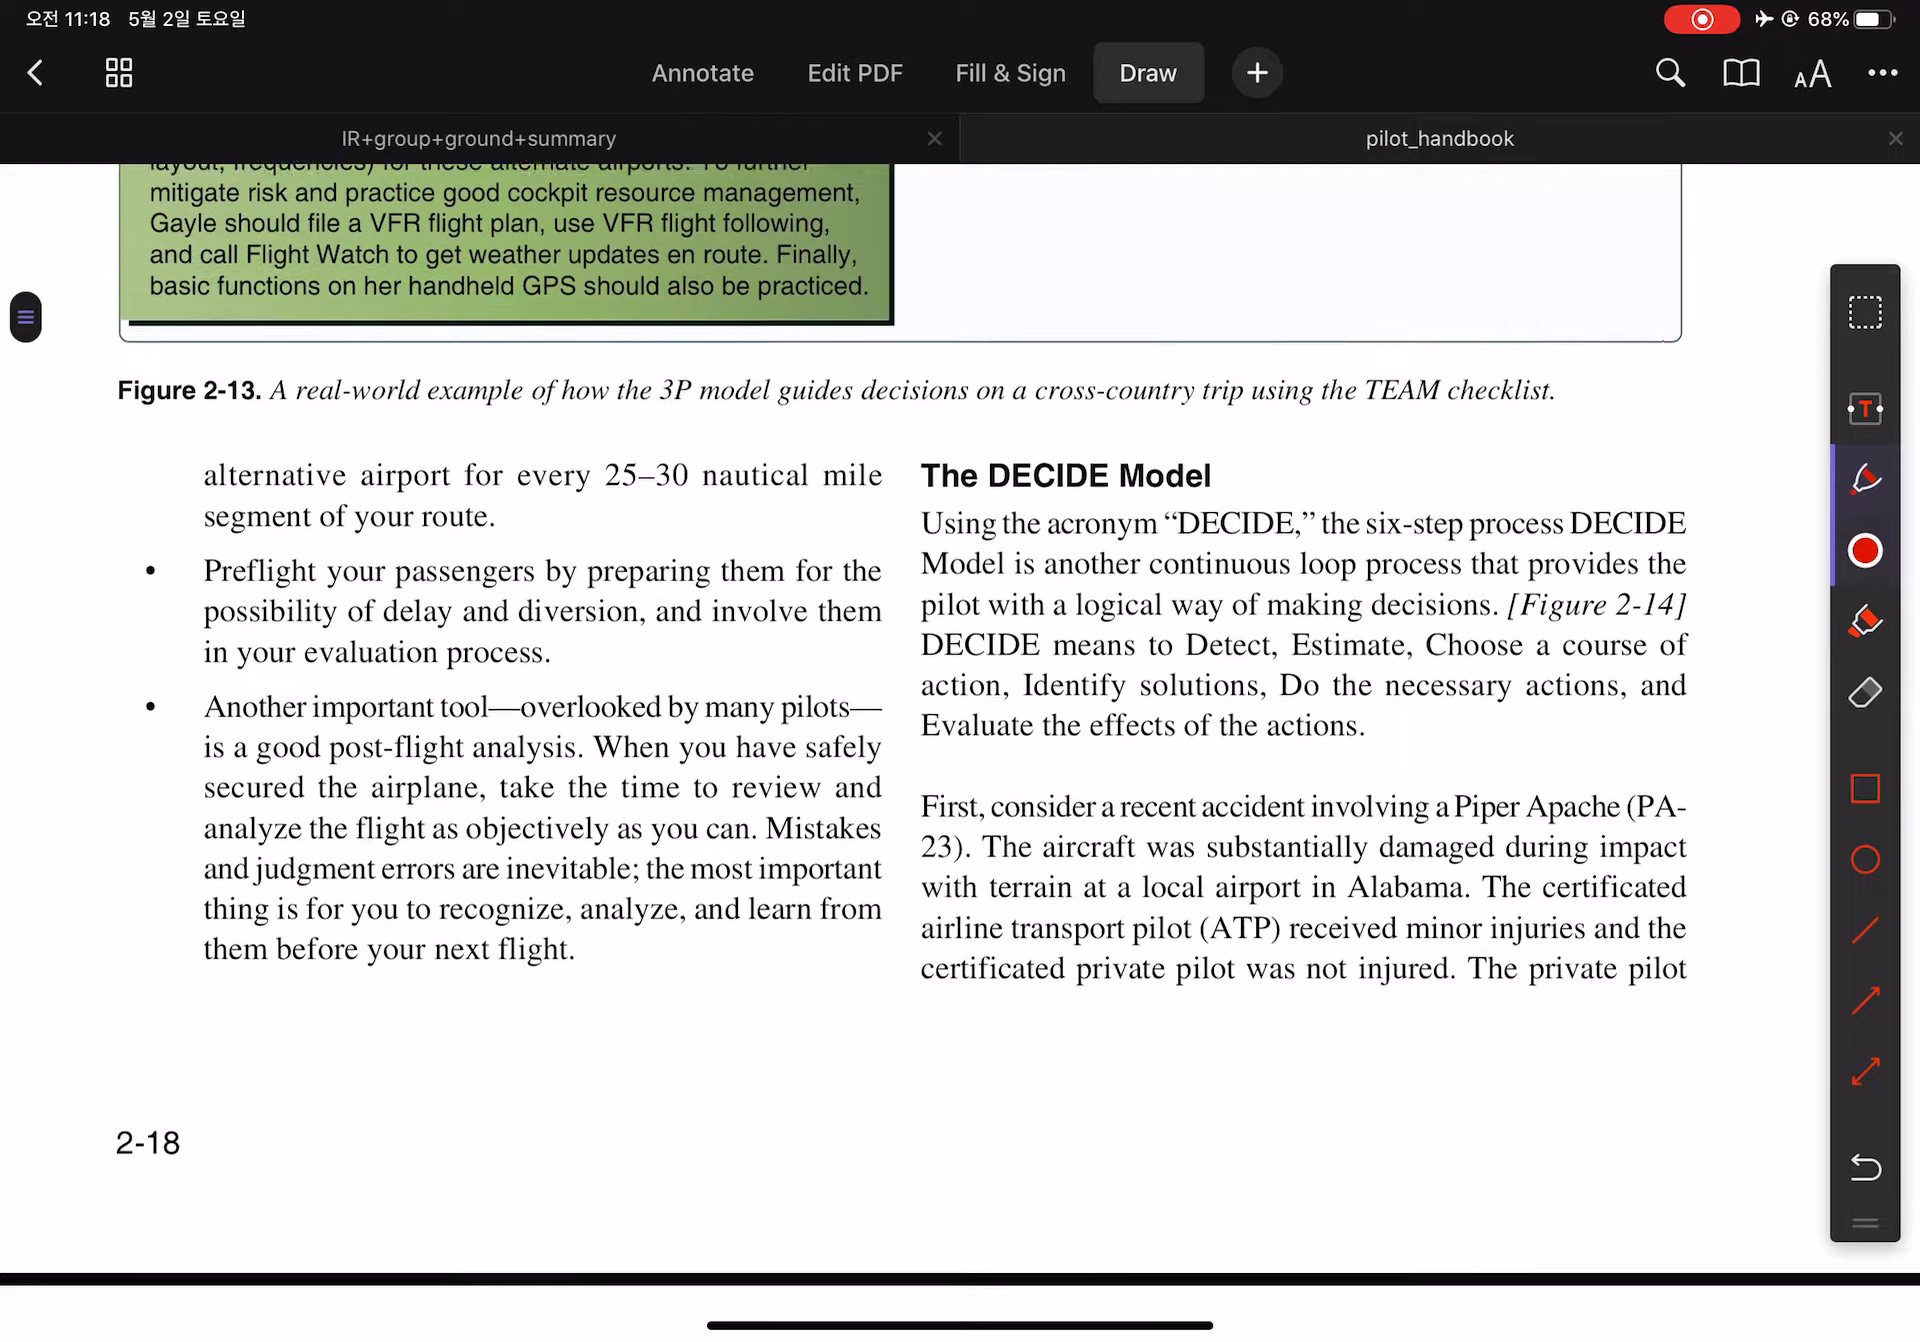 오전 11:18 5월 2일 토요일
68%
Annotate
Edit PDF
Fill & Sign
Draw
AA
IR+group+ground+summary
pilot_handbook
layout, frequencies) for these alternate airports. To further
mitigate risk and practice good cockpit resource management,
Gayle should file a VFR flight plan, use VFR flight following,
and call Flight Watch to get weather updates en route. Finally,
basic functions on her handheld GPS should also be practiced.
Figure 2-13. A real-world example of how the 3P model guides decisions on a cross-country trip using the TEAM checklist.
alternative airport for every 25–30 nautical mile
segment of your route.
• Preflight your passengers by preparing them for the
possibility of delay and diversion, and involve them
in your evaluation process.
• Another important tool—overlooked by many pilots—
is a good post-flight analysis. When you have safely
secured the airplane, take the time to review and
analyze the flight as objectively as you can. Mistakes
and judgment errors are inevitable; the most important
thing is for you to recognize, analyze, and learn from
them before your next flight.
The DECIDE Model
Using the acronym “DECIDE,” the six-step process DECIDE
Model is another continuous loop process that provides the
pilot with a logical way of making decisions. [Figure 2-14]
DECIDE means to Detect, Estimate, Choose a course of
action, Identify solutions, Do the necessary actions, and
Evaluate the effects of the actions.
First, consider a recent accident involving a Piper Apache (PA-
23). The aircraft was substantially damaged during impact
with terrain at a local airport in Alabama. The certificated
airline transport pilot (ATP) received minor injuries and the
certificated private pilot was not injured. The private pilot
2-18
T